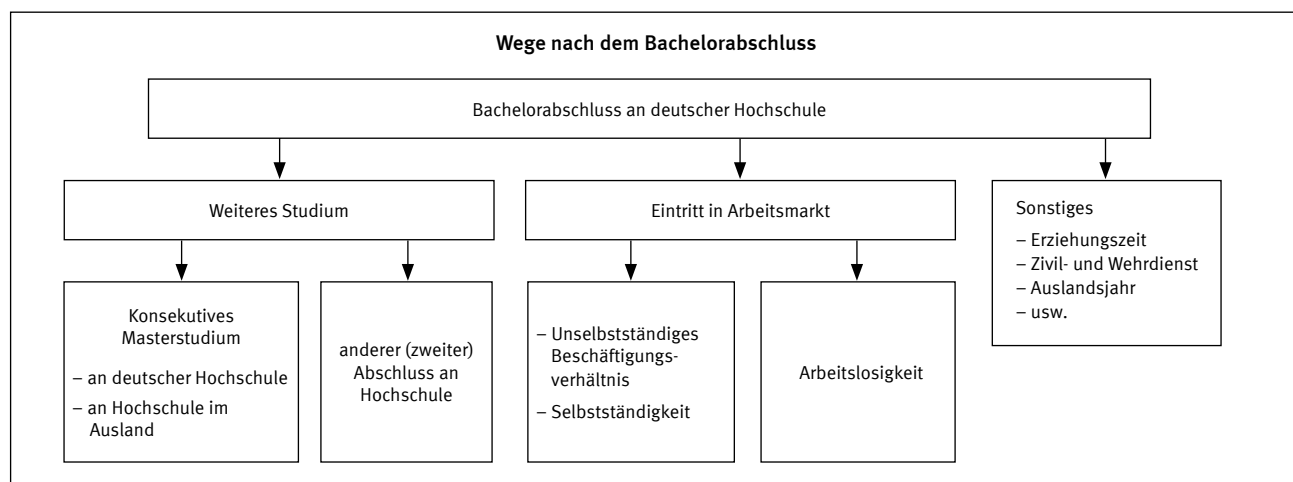 Wege nach dem Bachelorabschluss
Bachelorabschluss an deutscher Hochschule
Weiteres Studium
Eintritt in Arbeitsmarkt
Sonstiges
– Erziehungszeit
– Zivil- und Wehrdienst
– Auslandsjahr
– usw.
Konsekutives
Masterstudium
– an deutscher Hochschule
– an Hochschule im
Ausland
anderer (zweiter)
Abschluss an
Hochschule
– Unselbstständiges
Beschäftigungs-
verhältnis
– Selbstständigkeit
Arbeitslosigkeit